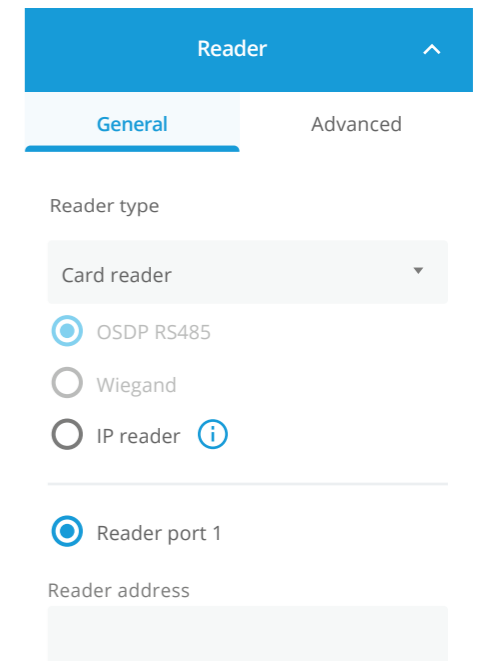 Reader
General Advanced
Reader type
Card reader
OSDP RS485
Wiegand
IP reader
Reader port 1
Reader address